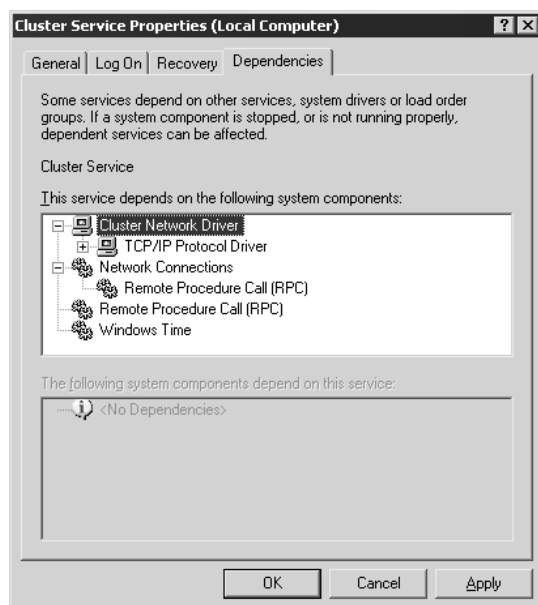 Cluster Service Properties (Local Computer)
General Log On Recovery Dependencies
Some services depend on other services, system drivers or load order
groups. If a system component is stopped, or is not running properly,
dependent services can be affected.
Cluster Service
This service depends on the following system components:
Cluster Network Driver
TCP/IP Protocol Driver
Network Connections
Remote Procedure Call (RPC)
Remote Procedure Call (RPC)
Windows Time
The following system components depend on this service:
<No Dependencies>
OK Cancel Apply